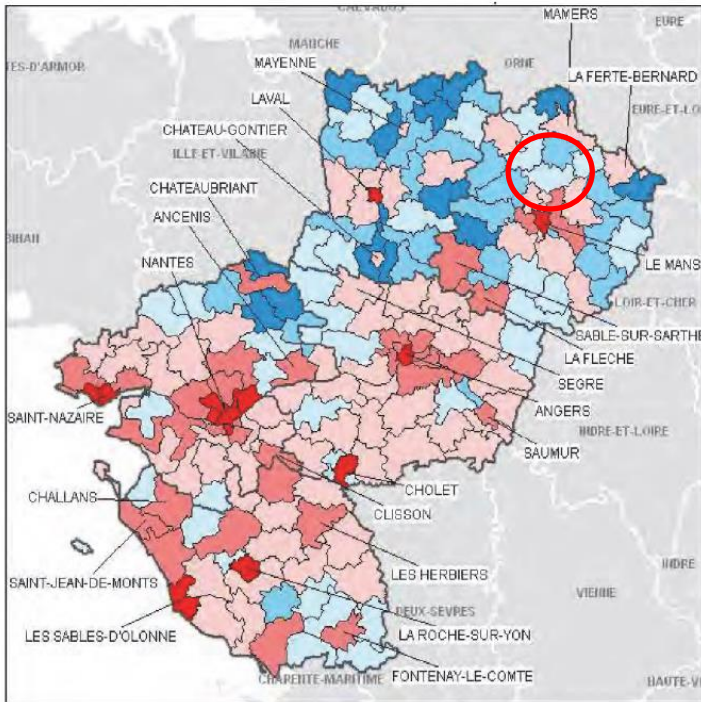 CALVADOS
MAMERS
EURE
MANCHE
TES-D'ARMOR
MAYENNE
ORNE
LA FERTE-BERNARD
LAVAL
EURE-ET-LO
CHATEAU-GONTIER
ILLE-ET-VILAINE
CHATEAUBRIANT
ANCENIS
NANTES
LE MANS
LOIR-ET-CHER
SABLE-SUR-SARTHE
LA FLECHE
SEGRE
SAINT-NAZAIRE
ANGERS
INDRE-ET-LOIRE
SAUMUR
CHOLET
CHALLANS
CLISSON
INDRE
SAINT-JEAN-DE-MONTS
LES HERBIERS
VIENNE
DEUX-SEVRES
LES SABLES-D'OLONNE
LA ROCHE-SUR-YON
FONTENAY-LE-COMTE
CHARENTE-MARITIME
HAUTE-VI